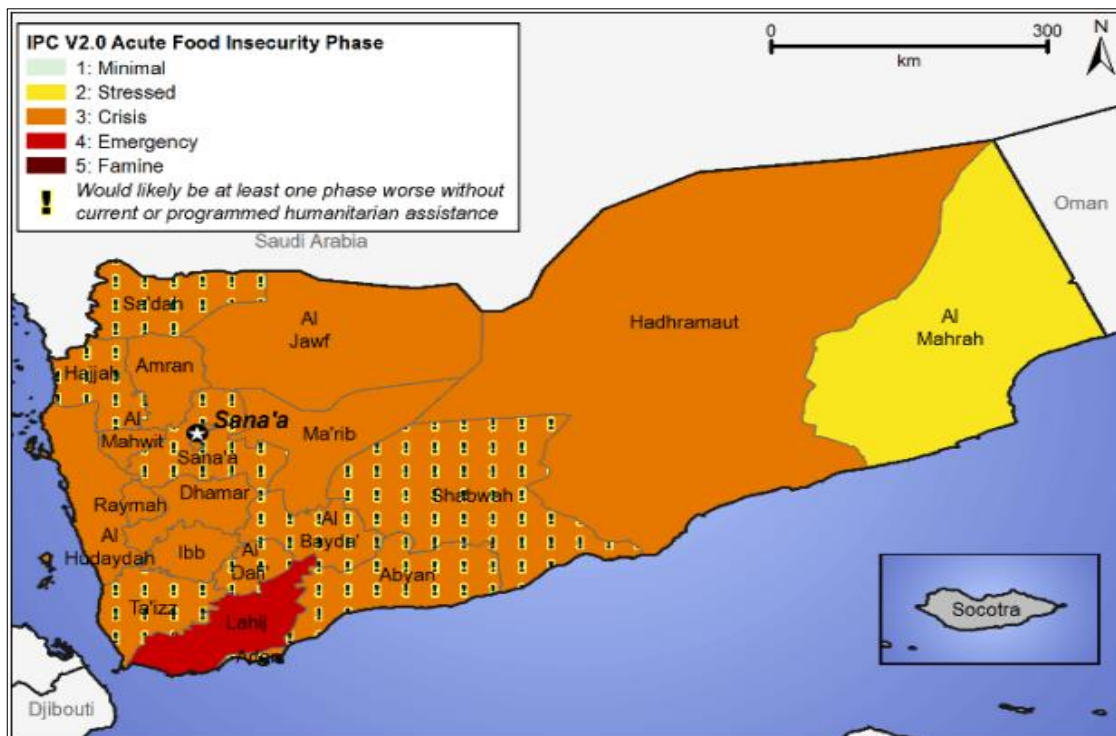 IPC V2.0 Acute Food Insecurity Phase
1: Minimal
2: Stressed
3: Crisis
4: Emergency
5: Famine
! Would likely be at least one phase worse without
current or programmed humanitarian assistance
0 300
km
N
Saudi Arabia
Oman
Sa'dah
Al
Jawf
Hadhramaut
Al
Mahrah
Hajjah
Amran
Sana'a
Al
Mahwit
Ma'rib
Sana'a
Dhamar
Shabwah
Raymah
Al
Hudaydah
Ibb
Al
Dali'
Al
Bayda'
Abyan
Ta'izz
Lahij
Socotra
Djibouti